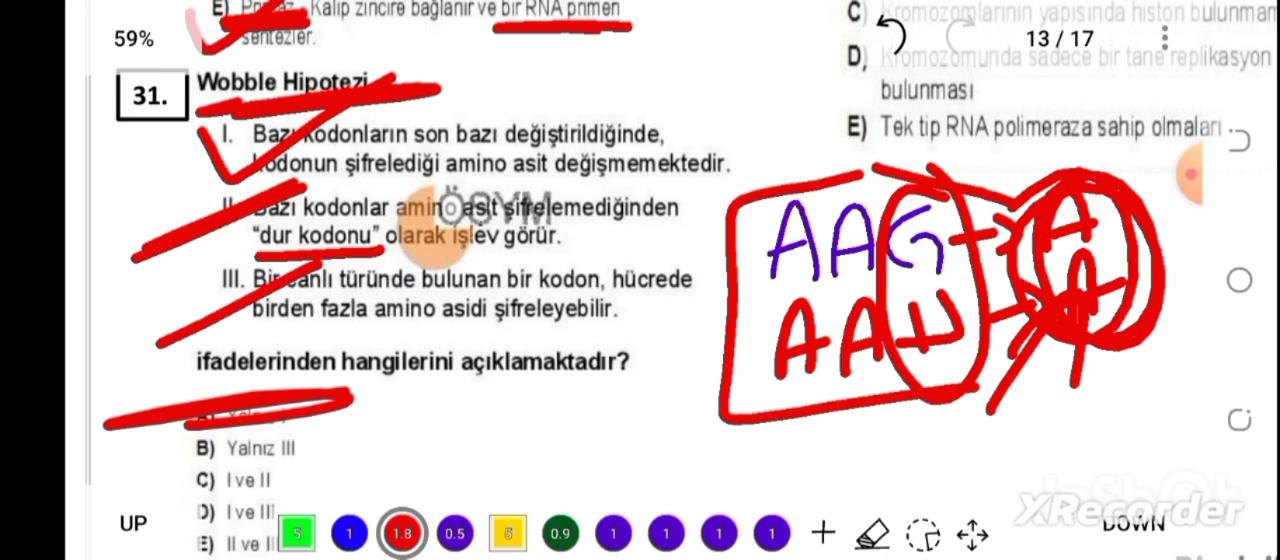 E) Primaz, Kalıp zincire bağlanır ve bir RNA primeri
sentezler.
59%
31.
Wobble Hipotezi
I. Bazı kodonların son bazı değiştirildiğinde,
kodonun şifrelediği amino asit değişmemektedir.
II. Bazı kodonlar amino asit şifrelemediğinden
"dur kodonu" olarak işlev görür.
ÖSYM
III. Bir canlı türünde bulunan bir kodon, hücrede
birden fazla amino asidi şifreleyebilir.
ifadelerinden hangilerini açıklamaktadır?
A) Yalnız I
B) Yalnız III
C) I ve II
D) I ve III
E) II ve
UP
C) Kromozomlarının yapısında histon bulunmar
13 / 17
D) Kromozomunda sadece bir tane replikasyon
bulunması
E) Tek tip RNA polimeraza sahip olmaları
AAG A
AAU A
5 1 1.8 0.5 5 0.9 1 1 1 1
XRecorder
DOWN